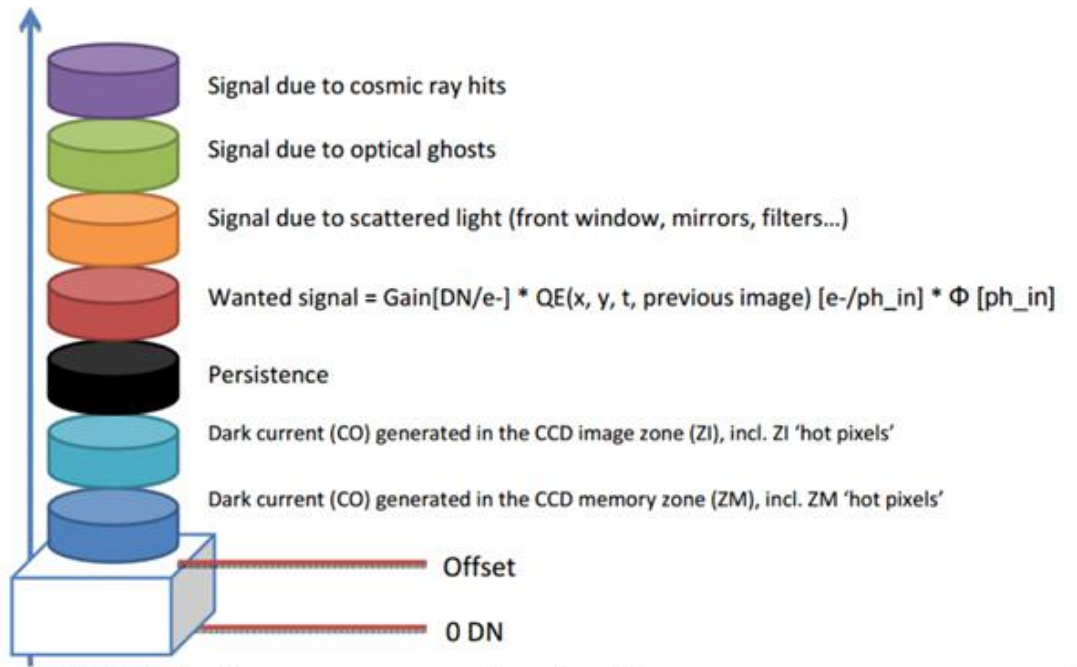 Signal due to cosmic ray hits
Signal due to optical ghosts
Signal due to scattered light (front window, mirrors, filters...)
Wanted signal = Gain[DN/e-] * QE(x, y, t, previous image) [e-/ph_in] * Φ [ph_in]
Persistence
Dark current (CO) generated in the CCD image zone (ZI), incl. ZI ‘hot pixels’
Dark current (CO) generated in the CCD memory zone (ZM), incl. ZM ‘hot pixels’
Offset
0 DN